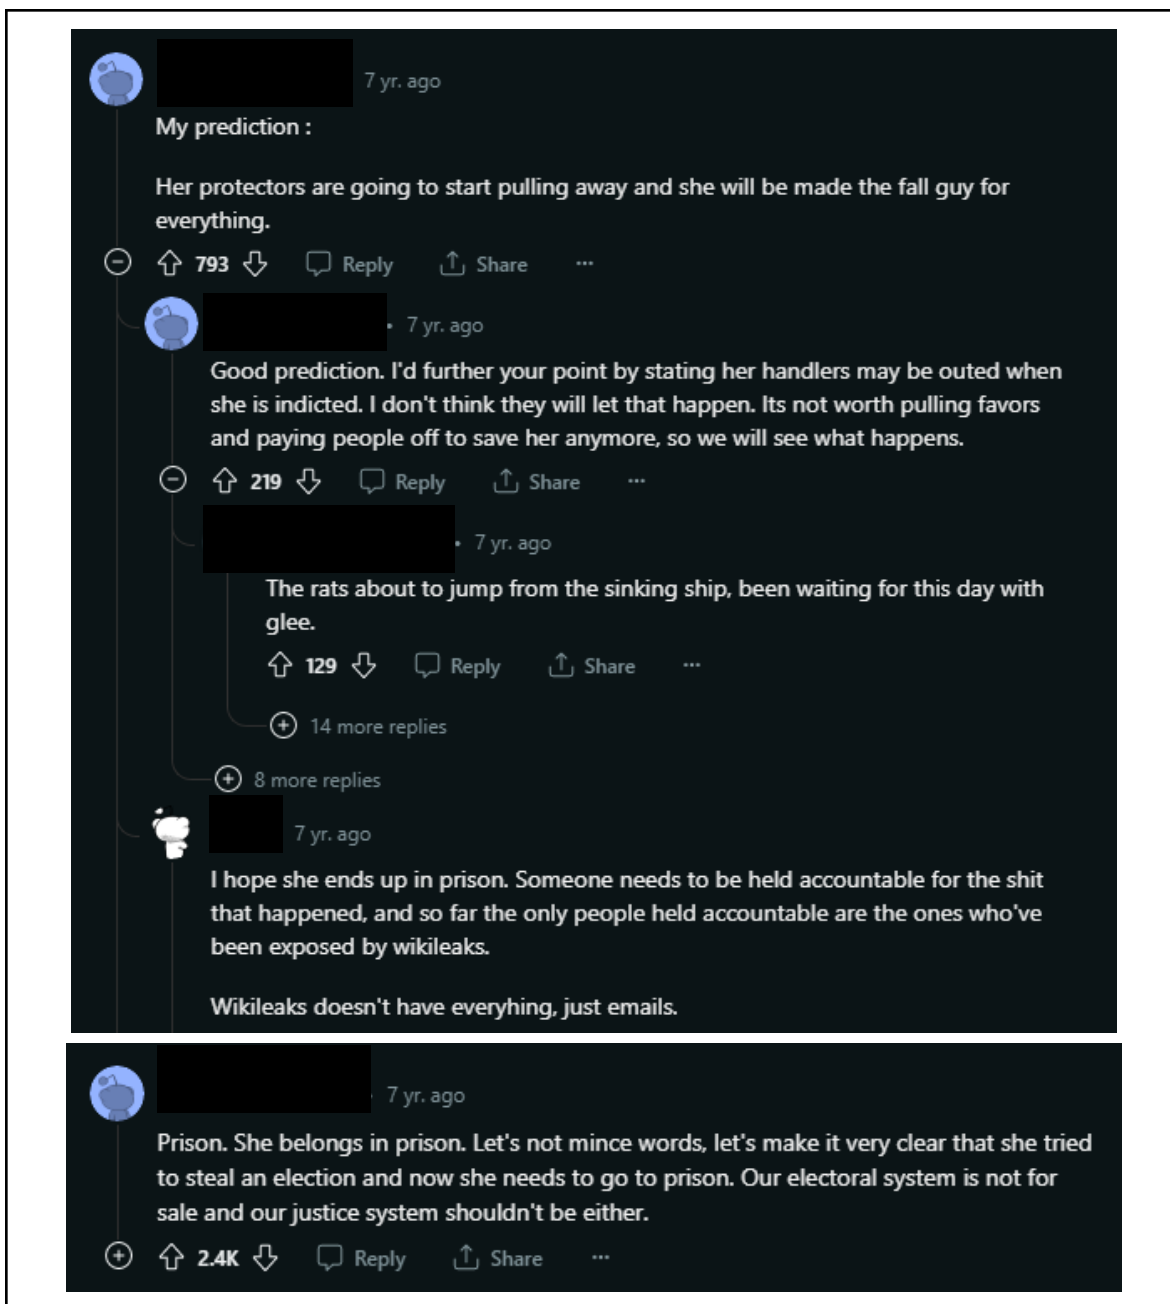 7 yr. ago
My prediction :
Her protectors are going to start pulling away and she will be made the fall guy for
everything.
793 Reply Share ···
• 7 yr. ago
Good prediction. I'd further your point by stating her handlers may be outed when
she is indicted. I don't think they will let that happen. Its not worth pulling favors
and paying people off to save her anymore, so we will see what happens.
219 Reply Share ···
• 7 yr. ago
The rats about to jump from the sinking ship, been waiting for this day with
glee.
129 Reply Share ···
14 more replies
8 more replies
7 yr. ago
I hope she ends up in prison. Someone needs to be held accountable for the shit
that happened, and so far the only people held accountable are the ones who've
been exposed by wikileaks.
Wikileaks doesn't have everyhing, just emails.
7 yr. ago
Prison. She belongs in prison. Let's not mince words, let's make it very clear that she tried
to steal an election and now she needs to go to prison. Our electoral system is not for
sale and our justice system shouldn't be either.
2.4K Reply Share ···